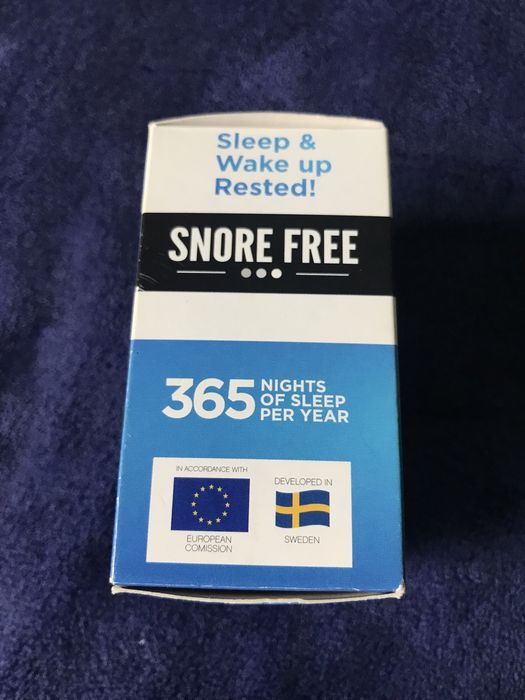 Sleep &
Wake up
Rested!
SNORE FREE
365 NIGHTS
OF SLEEP
PER YEAR
IN ACCORDANCE WITH
EUROPEAN
COMISSION
DEVELOPED IN
SWEDEN